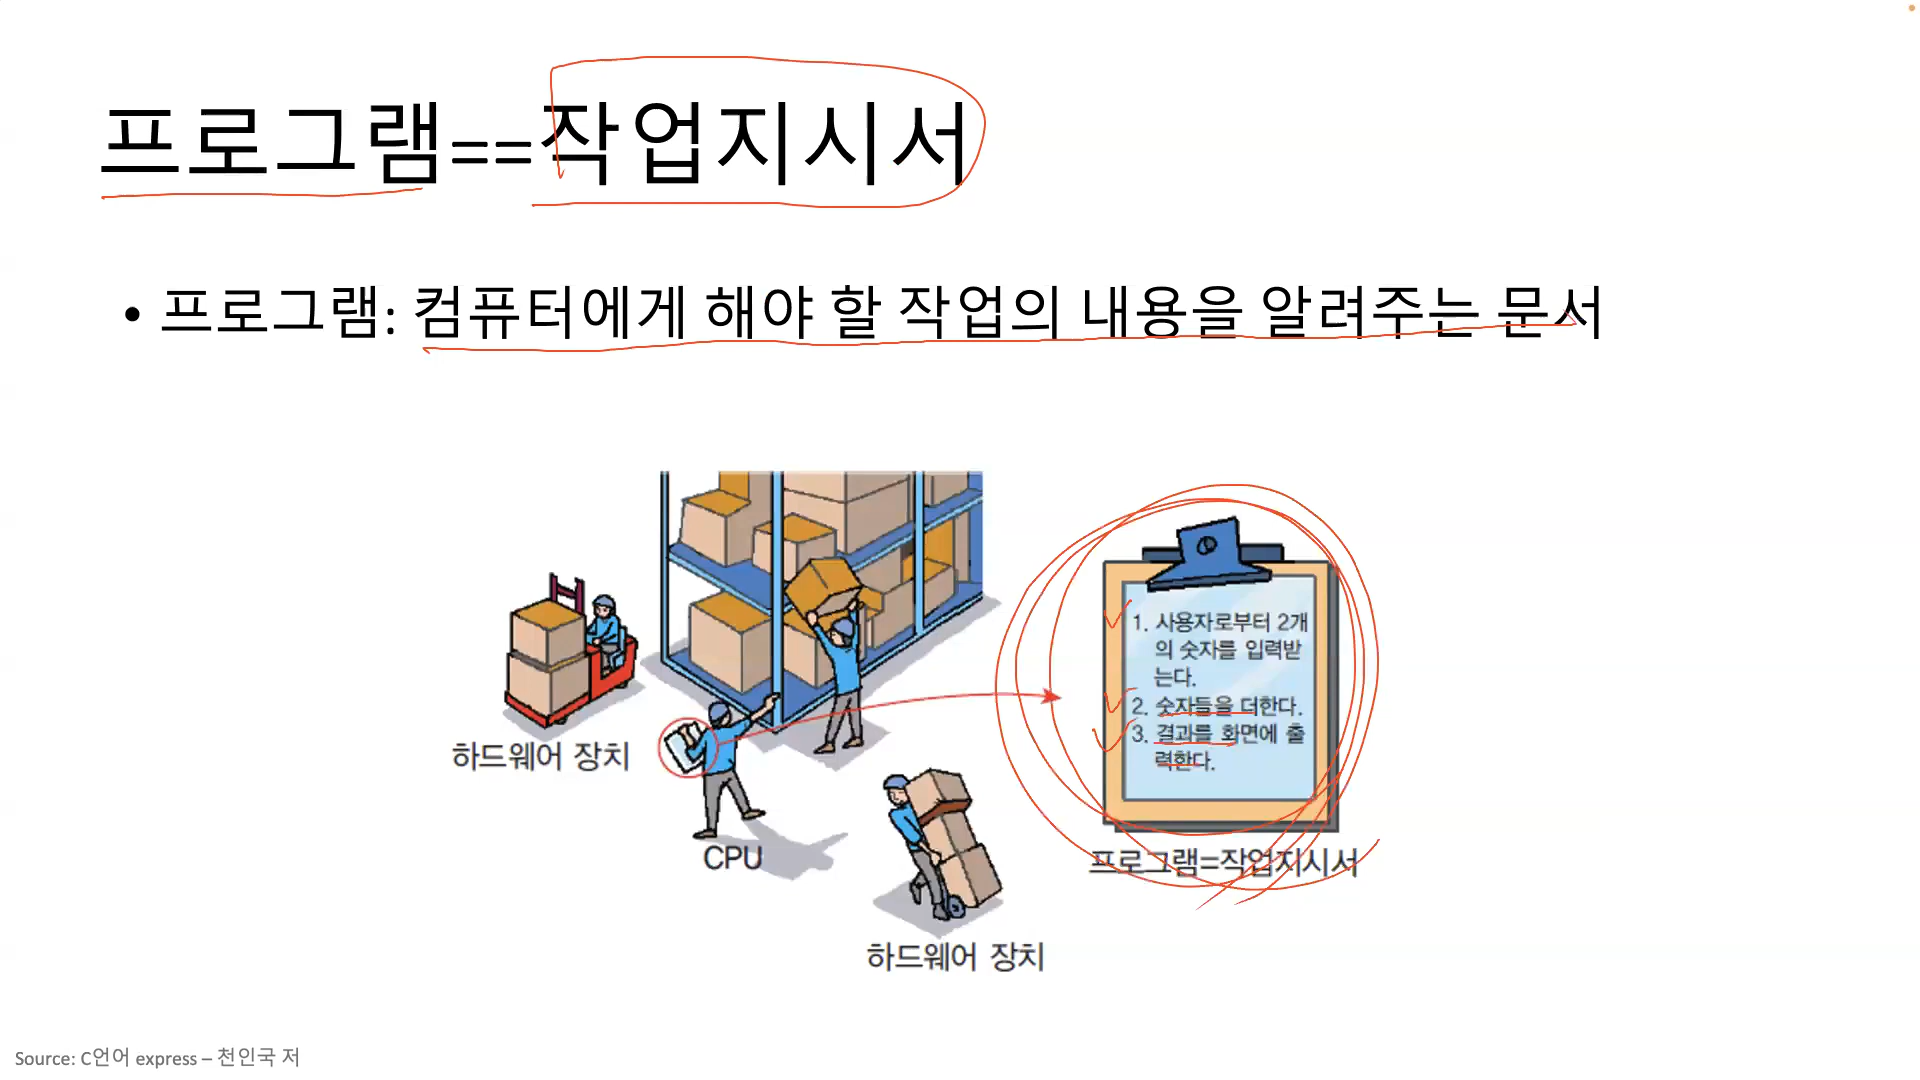 프로그램==작업지시서
• 프로그램: 컴퓨터에게 해야 할 작업의 내용을 알려주는 문서
1. 사용자로부터 2개
의 숫자를 입력받
는다.
2. 숫자들을 더한다.
3. 결과를 화면에 출
력한다.
하드웨어 장치
CPU
프로그램=작업지시서
하드웨어 장치
Source: C언어 express – 천인국 저